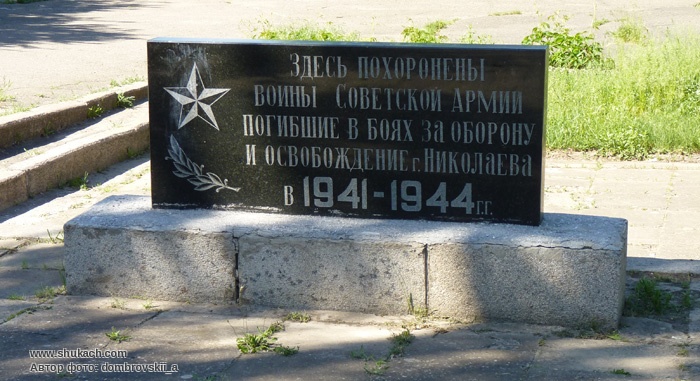 Здесь похоронены
воины Советской Армии
погибшие в боях за оборону
и освобождение г. Николаева
в 1941-1944 г.г.
www.shukach.com
Автор фото: dombrovskii_a